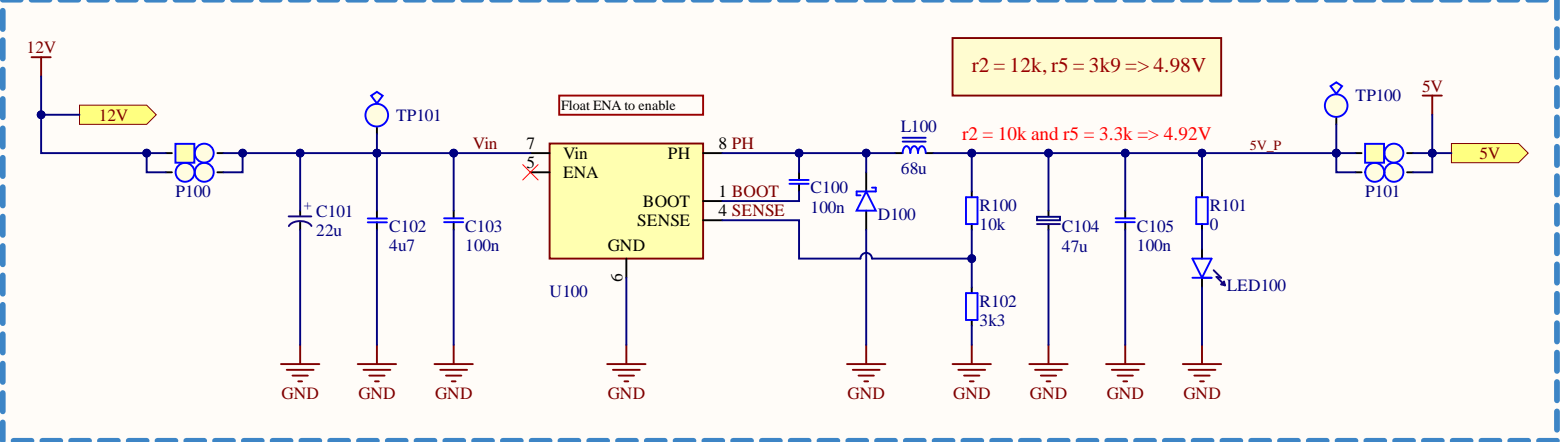 12V
12V
P100
TP101
Vin
Float ENA to enable
7
5
Vin
ENA
PH
BOOT
SENSE
GND
8 PH
1 BOOT
4 SENSE
6
U100
C101
22u
C102
4u7
C103
100n
C100
100n
D100
L100
68u
r2 = 12k, r5 = 3k9 => 4.98V
r2 = 10k and r5 = 3.3k => 4.92V
5V_P
R100
10k
R102
3k3
C104
47u
C105
100n
R101
0
LED100
TP100
P101
5V
5V
GND
GND
GND
GND
GND
GND
GND
GND
GND